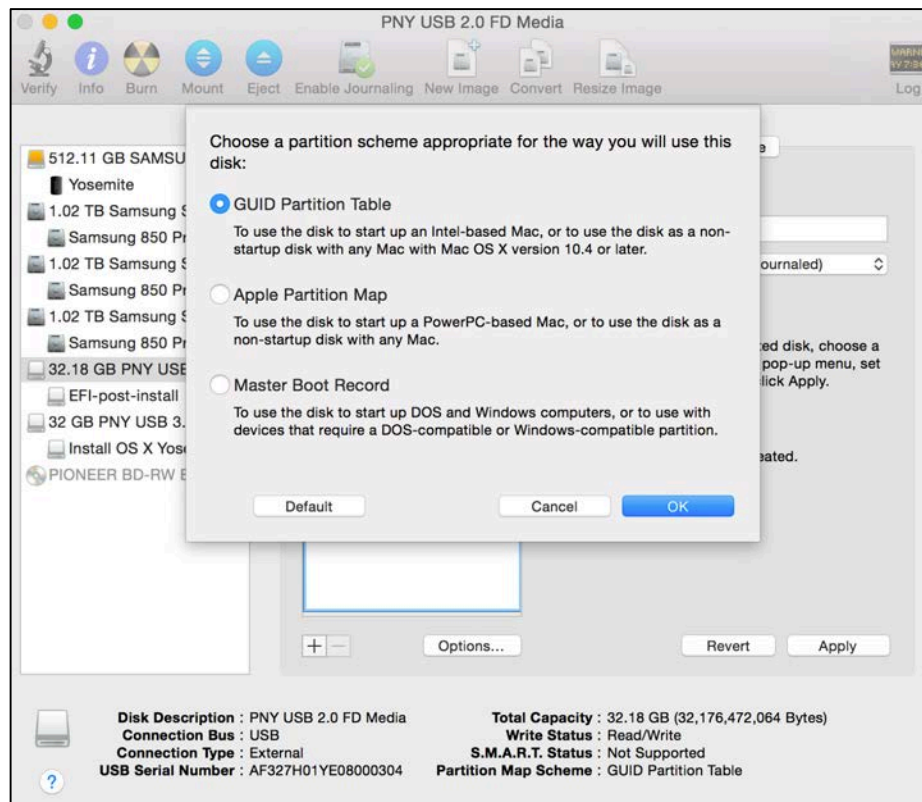 PNY USB 2.0 FD Media
Verify Info Burn Mount Eject Enable Journaling New Image Convert Resize Image Log
Choose a partition scheme appropriate for the way you will use this
disk:
GUID Partition Table
To use the disk to start up an Intel-based Mac, or to use the disk as a non-
startup disk with any Mac with Mac OS X version 10.4 or later.
Apple Partition Map
To use the disk to start up a PowerPC-based Mac, or to use the disk as a
non-startup disk with any Mac.
Master Boot Record
To use the disk to start up DOS and Windows computers, or to use with
devices that require a DOS-compatible or Windows-compatible partition.
Default Cancel OK
512.11 GB SAMSU
Yosemite
1.02 TB Samsung S
Samsung 850 Pr
1.02 TB Samsung S
Samsung 850 Pr
1.02 TB Samsung S
Samsung 850 Pr
32.18 GB PNY USB
EFI-post-install
32 GB PNY USB 3.
Install OS X Yos
PIONEER BD-RW
ournaled)
ted disk, choose a
pop-up menu, set
click Apply.
eated.
+ −
Options...
Revert Apply
Disk Description : PNY USB 2.0 FD Media
Connection Bus : USB
Connection Type : External
USB Serial Number : AF327H01YE08000304
Total Capacity : 32.18 GB (32,176,472,064 Bytes)
Write Status : Read/Write
S.M.A.R.T. Status : Not Supported
Partition Map Scheme : GUID Partition Table
?